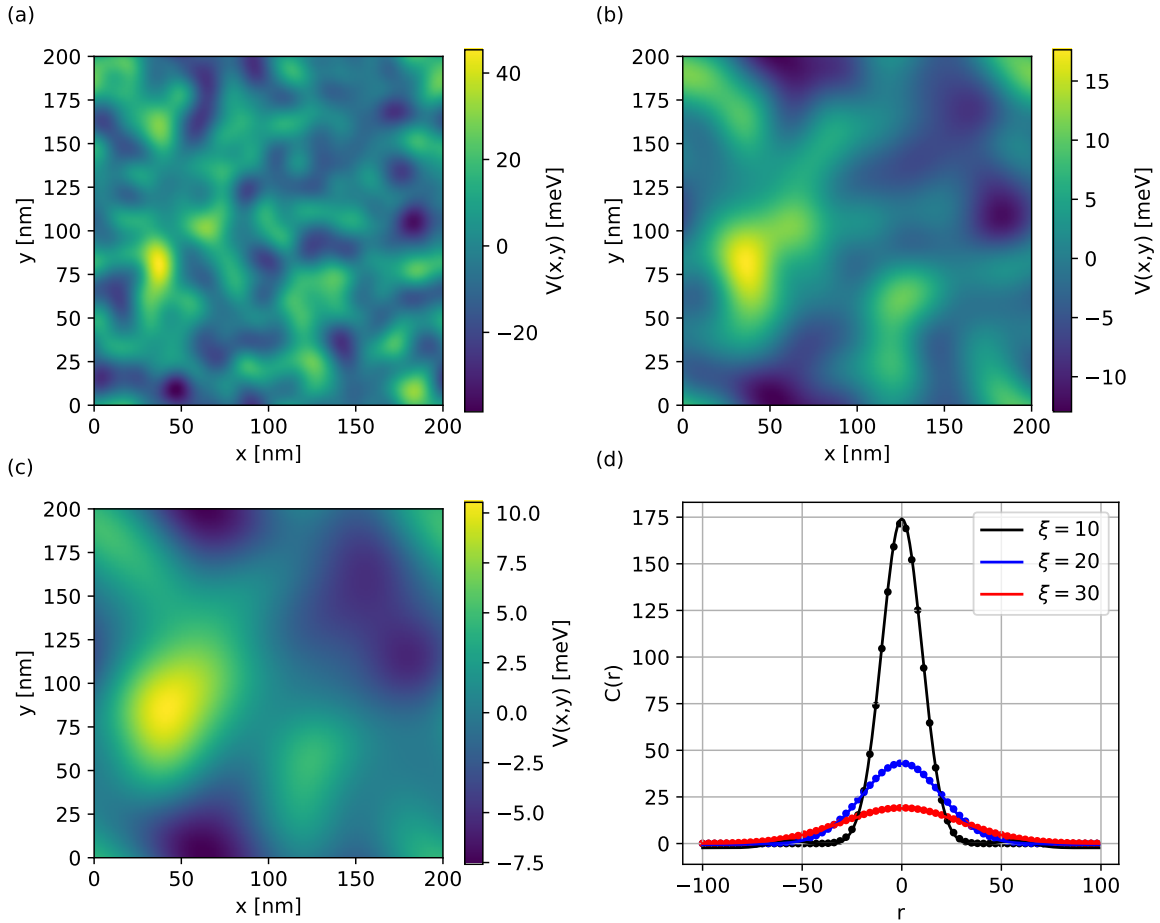 (a)
200
175
150
125
100
75
50
25
0
y [nm]
0 50 100 150 200
x [nm]
40
20
0
−20
V(x,y) [meV]
(b)
200
175
150
125
100
75
50
25
0
y [nm]
0 50 100 150 200
x [nm]
15
10
5
0
−5
−10
V(x,y) [meV]
(c)
200
175
150
125
100
75
50
25
0
y [nm]
0 50 100 150 200
x [nm]
10.0
7.5
5.0
2.5
0.0
−2.5
−5.0
−7.5
V(x,y) [meV]
(d)
175
150
125
100
75
50
25
0
C(r)
−100 −50 0 50 100
r
ξ = 10
ξ = 20
ξ = 30